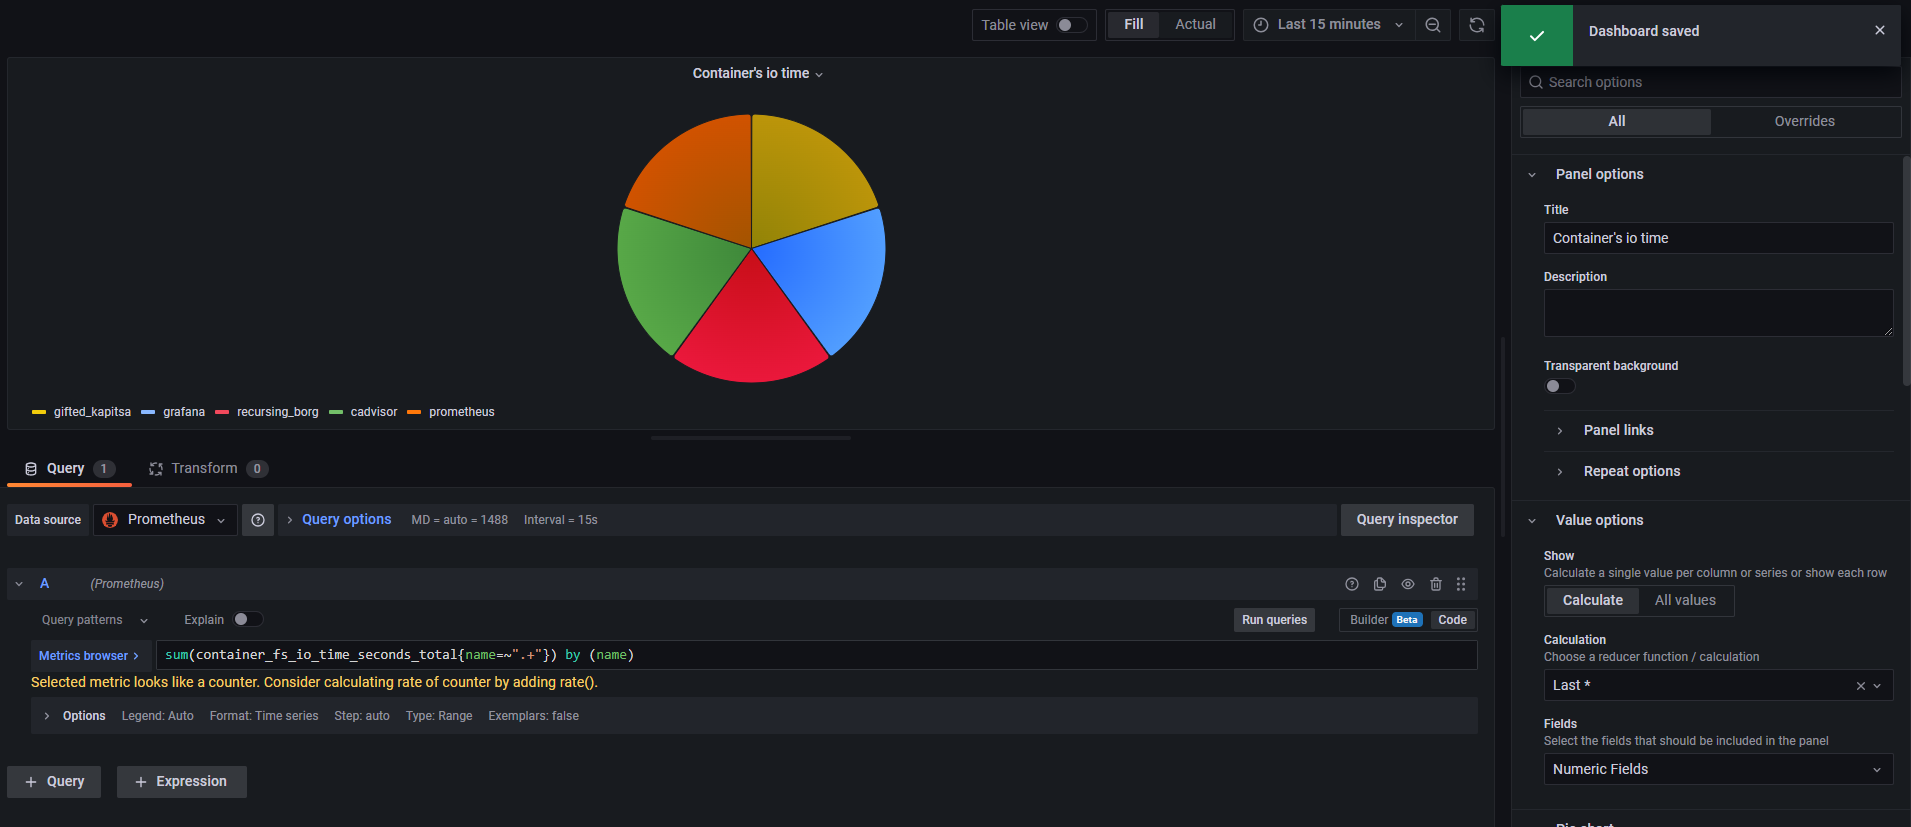 Table view
Fill
Actual
Last 15 minutes
Dashboard saved
Container's io time
gifted_kapitsa
grafana
recursing_borg
cadvisor
prometheus
Query 1
Transform 0
Data source
Prometheus
Query options
MD = auto = 1488
Interval = 15s
Query inspector
A
(Prometheus)
Query patterns
Explain
Run queries
Builder Beta
Code
Metrics browser >
sum(container_fs_io_time_seconds_total{name=~".+"}) by (name)
Selected metric looks like a counter. Consider calculating rate of counter by adding rate().
Options
Legend: Auto
Format: Time series
Step: auto
Type: Range
Exemplars: false
+ Query
+ Expression
Search options
All
Overrides
Panel options
Title
Container's io time
Description
Transparent background
Panel links
Repeat options
Value options
Show
Calculate a single value per column or series or show each row
Calculate
All values
Calculation
Choose a reducer function / calculation
Last *
Fields
Select the fields that should be included in the panel
Numeric Fields
Pie chart